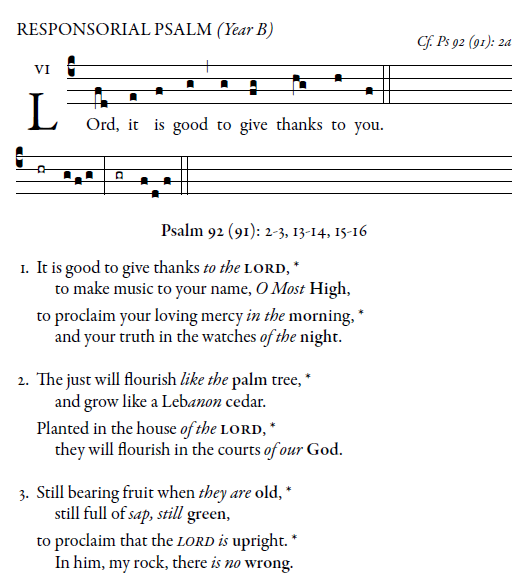 RESPONSORIAL PSALM (Year B)
Cf. Ps 92 (91): 2a
VI
LOrd, it is good to give thanks to you.
Psalm 92 (91): 2-3, 13-14, 15-16
1. It is good to give thanks to the LORD, *
to make music to your name, O Most High,
to proclaim your loving mercy in the morning, *
and your truth in the watches of the night.
2. The just will flourish like the palm tree, *
and grow like a Lebanon cedar.
Planted in the house of the LORD, *
they will flourish in the courts of our God.
3. Still bearing fruit when they are old, *
still full of sap, still green,
to proclaim that the LORD is upright. *
In him, my rock, there is no wrong.